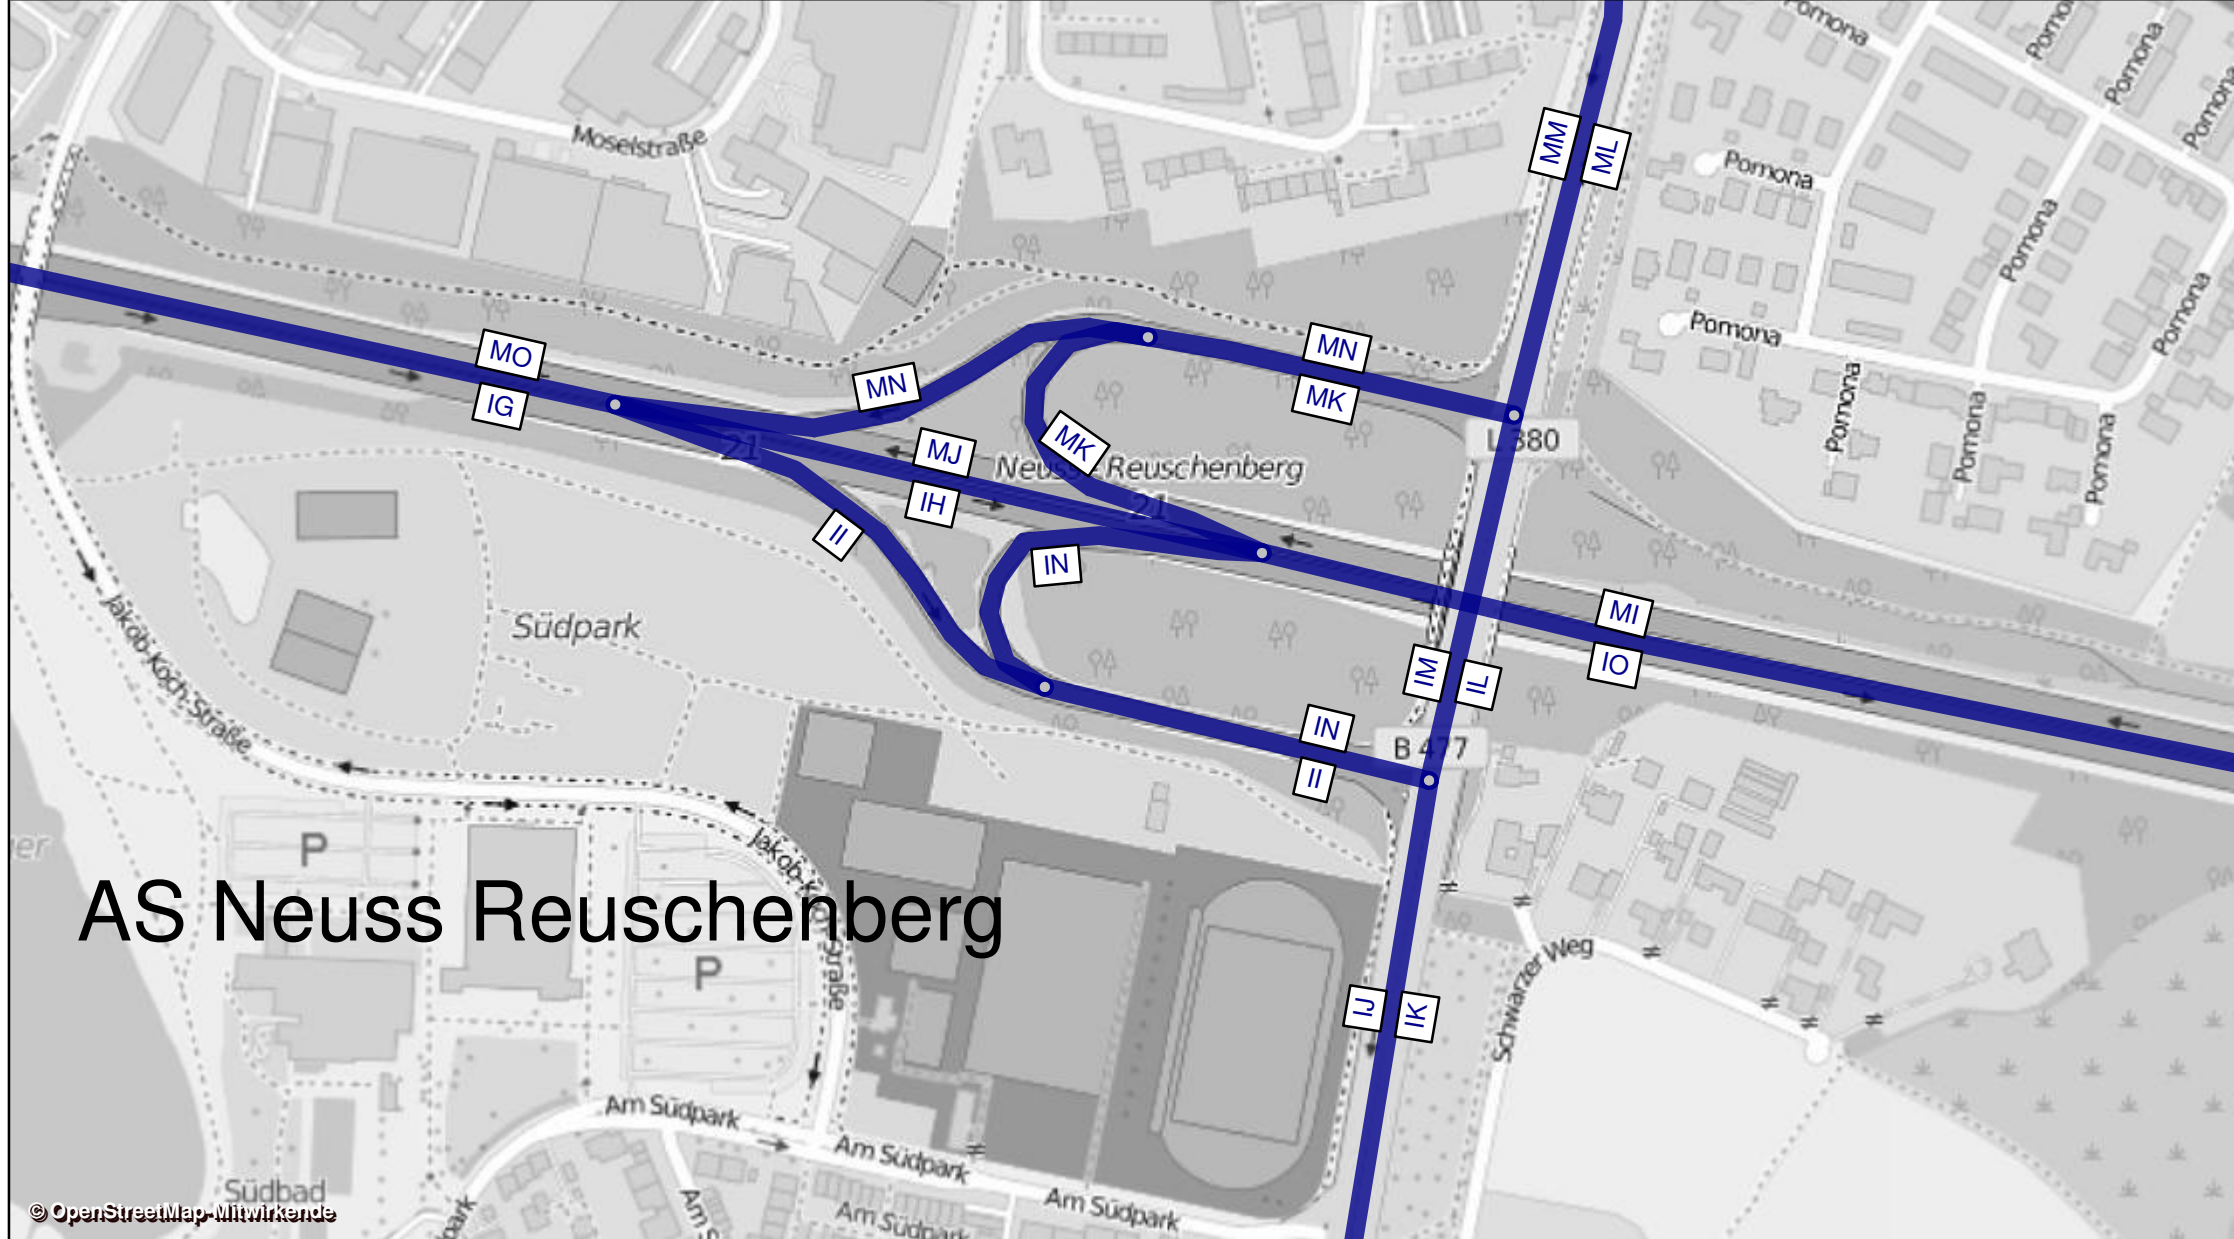 Pomona
Pomona
Pomona
Pomona
Moselstraße
MM
ML
Pomona
Pomona
Pomona
Pomona
MO
IG
MN
MN
MK
Pomona
Pomona
Pomona
21
MJ
MK
IH
Neuss - Reuschenberg
L 380
21
II
IN
Jakob-Koch-Straße
Südpark
MI
IO
IM
IL
IN
II
B 477
P
Jakob-Koch-Straße
AS Neuss Reuschenberg
P
IJ
IK
Schwarzer Weg
Am Südpark
Am Südpark
Am Südpark
Am Südpark
Südbad
© OpenStreetMap-Mitwirkende